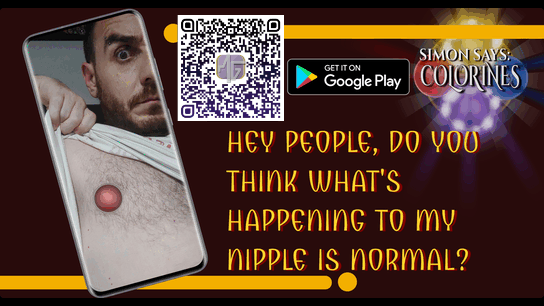 SIMON SAYS:
COLORINES
GET IT ON
Google Play
HEY PEOPLE, DO YOU
THINK WHAT'S
HAPPENING TO MY
NIPPLE IS NORMAL?